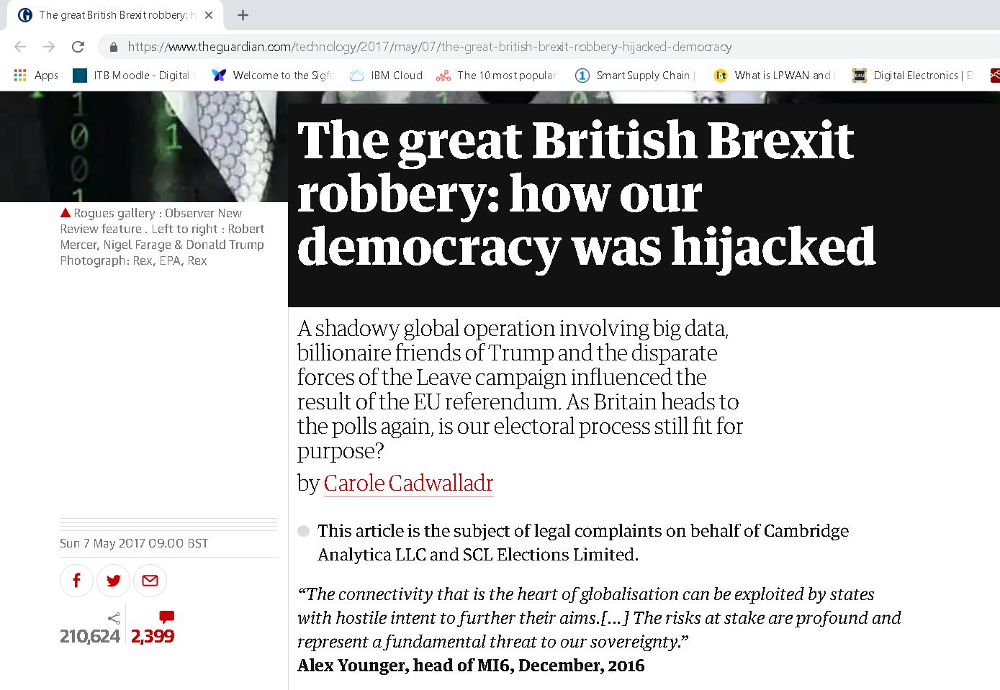 The great British Brexit robbery: h
https://www.theguardian.com/technology/2017/may/07/the-great-british-brexit-robbery-hijacked-democracy
Apps ITB Moodle - Digital Welcome to the Sigfo IBM Cloud The 10 most popular Smart Supply Chain | What is LPWAN and Digital Electronics | E
1 1
0 1
0
1
The great British Brexit
robbery: how our
democracy was hijacked
▲ Rogues gallery : Observer New
Review feature . Left to right : Robert
Mercer, Nigel Farage & Donald Trump
Photograph: Rex, EPA, Rex
A shadowy global operation involving big data,
billionaire friends of Trump and the disparate
forces of the Leave campaign influenced the
result of the EU referendum. As Britain heads to
the polls again, is our electoral process still fit for
purpose?
by Carole Cadwalladr
Sun 7 May 2017 09.00 BST
210,624 2,399
This article is the subject of legal complaints on behalf of Cambridge
Analytica LLC and SCL Elections Limited.
“The connectivity that is the heart of globalisation can be exploited by states
with hostile intent to further their aims.[…] The risks at stake are profound and
represent a fundamental threat to our sovereignty.”
Alex Younger, head of MI6, December, 2016